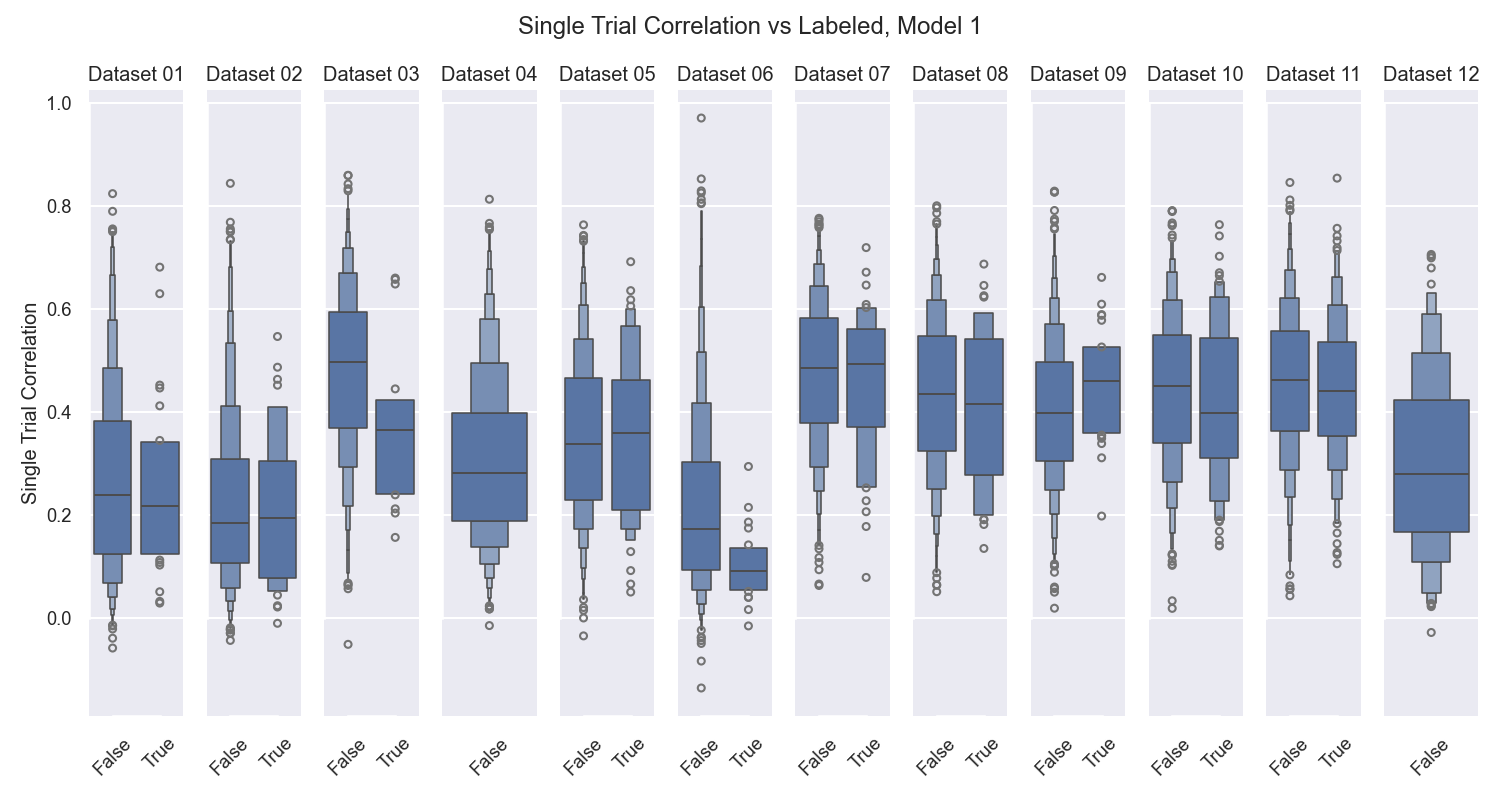 Single Trial Correlation vs Labeled, Model 1
Dataset 01 Dataset 02 Dataset 03 Dataset 04 Dataset 05 Dataset 06 Dataset 07 Dataset 08 Dataset 09 Dataset 10 Dataset 11 Dataset 12
Single Trial Correlation
1.0
0.8
0.6
0.4
0.2
0.0
False True False True False True False False True False True False True False True False True False True False True False